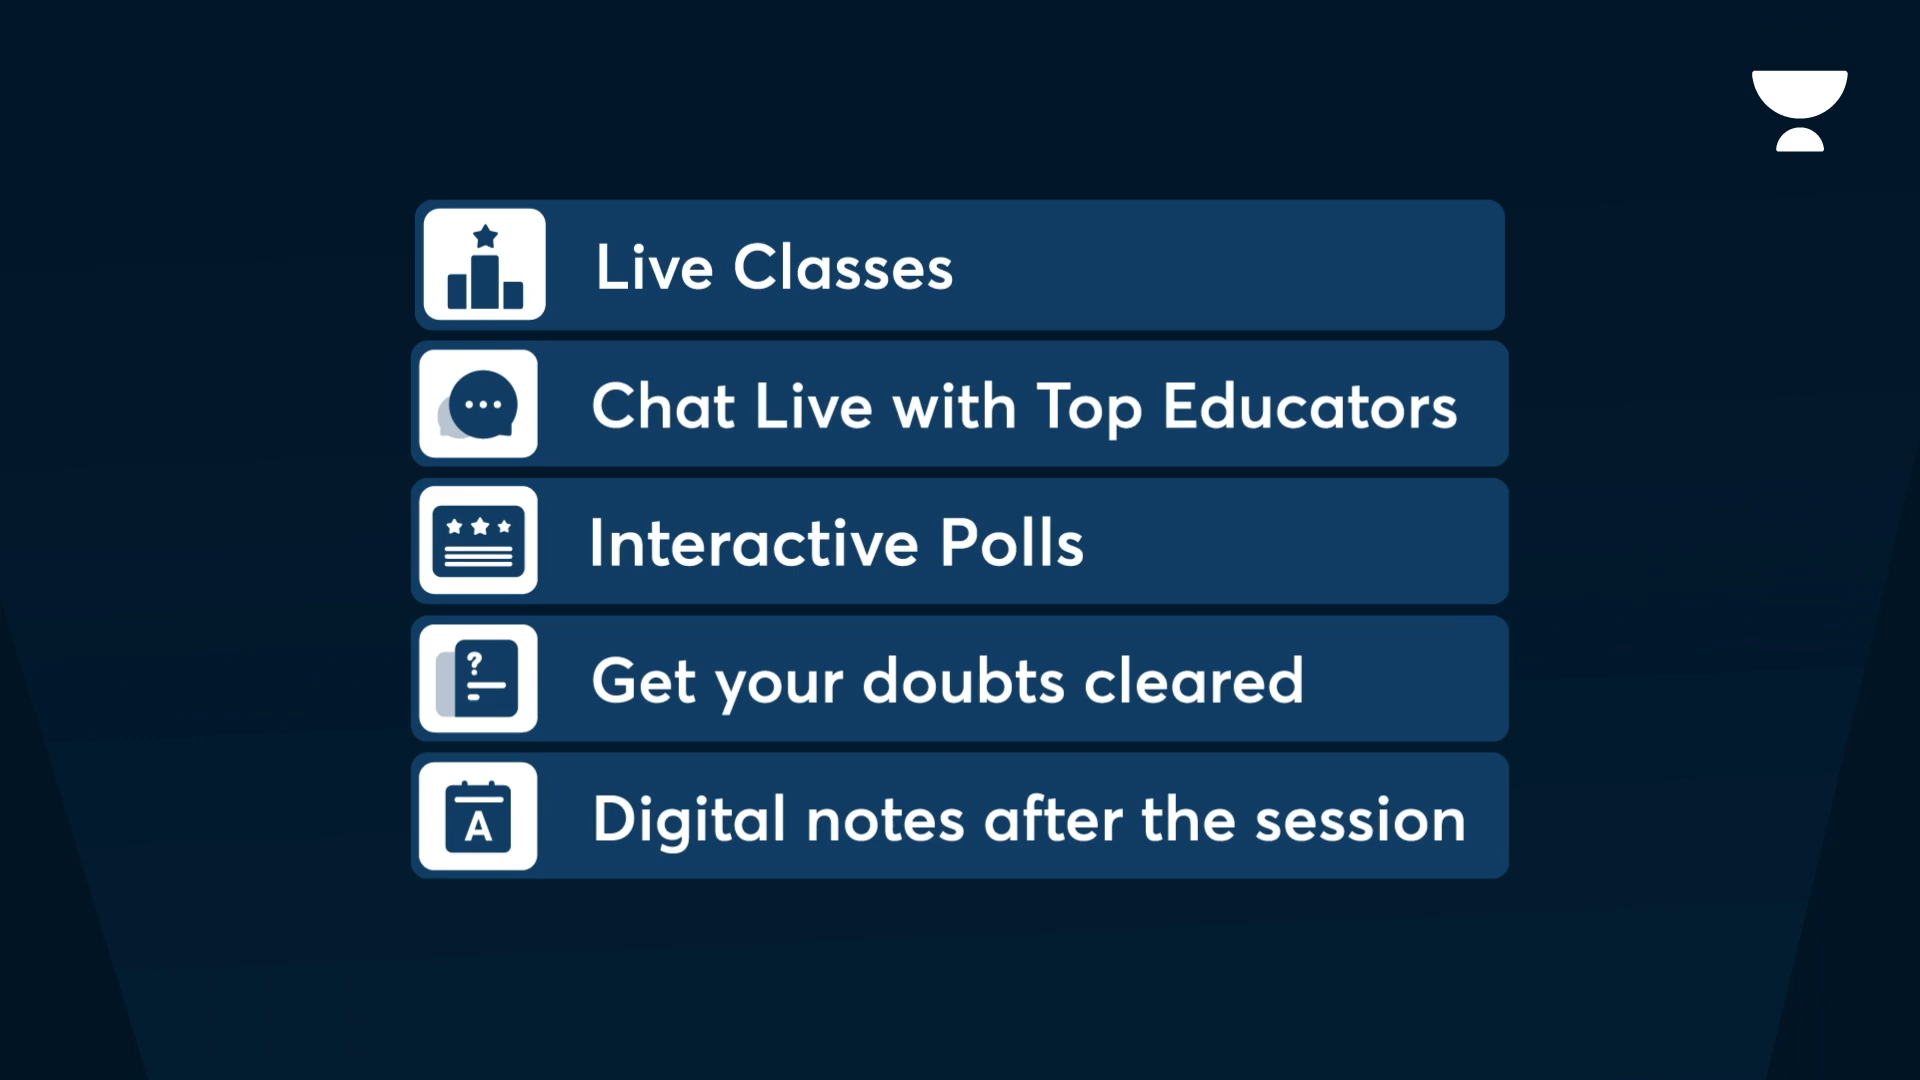 Live Classes
Chat Live with Top Educators
Interactive Polls
?
Get your doubts cleared
A
Digital notes after the session